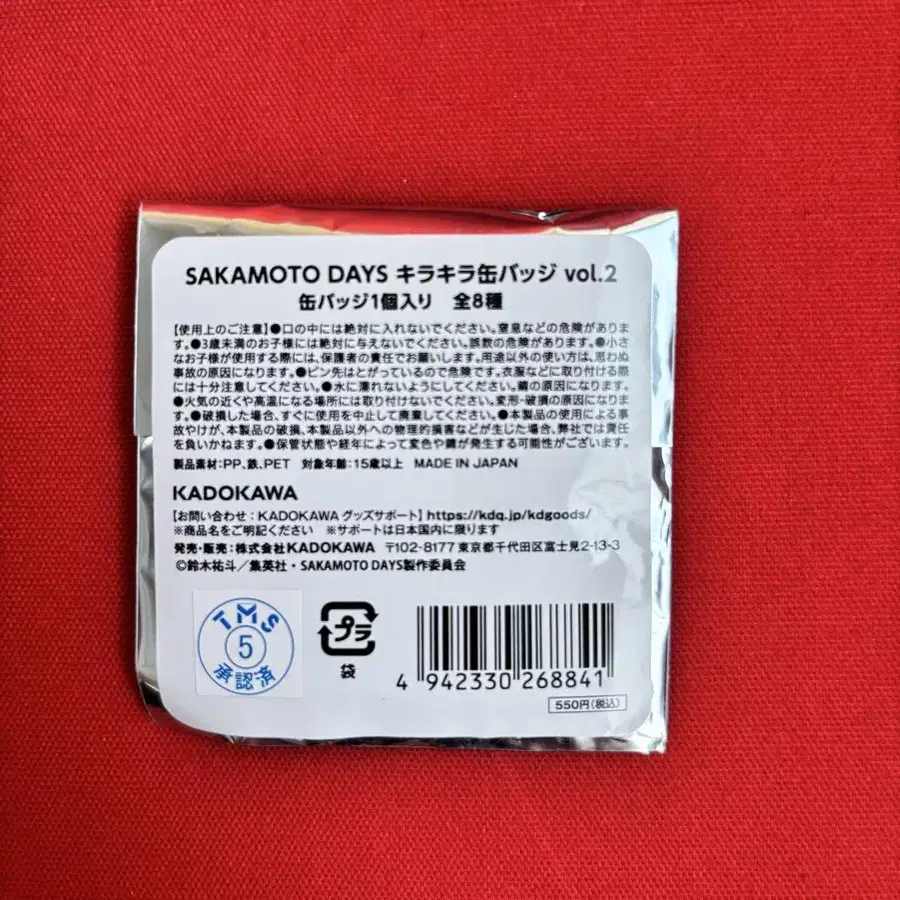 SAKAMOTO DAYS キラキラ缶バッジ vol.2
缶バッジ1個入り 全8種
【使用上のご注意】●口の中には絶対に入れないでください。窒息などの危険がありま
す。●3歳未満のお子様には絶対に与えないでください。誤飲の危険があります。●小さ
なお子様が使用する際には、保護者の責任でお願いします。用途以外の使い方は、思わぬ
事故の原因になります。●ピン先はとがっているので危険です。衣服などに取り付ける際
には十分注意してください。●水に濡れないようにしてください。錆の原因になります。
●火気の近くや高温になる場所には取り付けないでください。変形・破損の原因になりま
す。●破損した場合、すぐに使用を中止して廃棄してください。●本製品の使用による事
故やけが、本製品の破損、本製品以外への物理的損害などが生じた場合、弊社では責任
を負いかねます。●保管状態や経年によって変色や錆が発生する可能性がございます。
製品素材:PP、鉄、PET 対象年齢:15歳以上 MADE IN JAPAN
KADOKAWA
【お問い合わせ:KADOKAWAグッズサポート】https://kdq.jp/kdgoods/
※商品名をご明記ください ※サポートは日本国内に限ります
発売・販売:株式会社KADOKAWA 〒102-8177 東京都千代田区富士見2-13-3
©鈴木祐斗/集英社・SAKAMOTO DAYS製作委員会
TMS
5
承認済
プラ
袋
4 942330 268841
550円(税込)